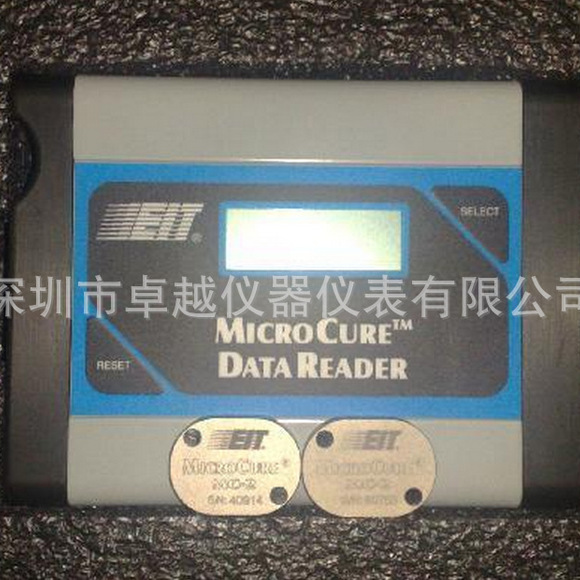 EIT®
SELECT
深圳市卓越仪器仪表有限公司
MICROCURE™
DATA READER
RESET
EIT® EIT®
MICROCURE® MICROCURE®
MC-2 MC-2
S/N: 40914